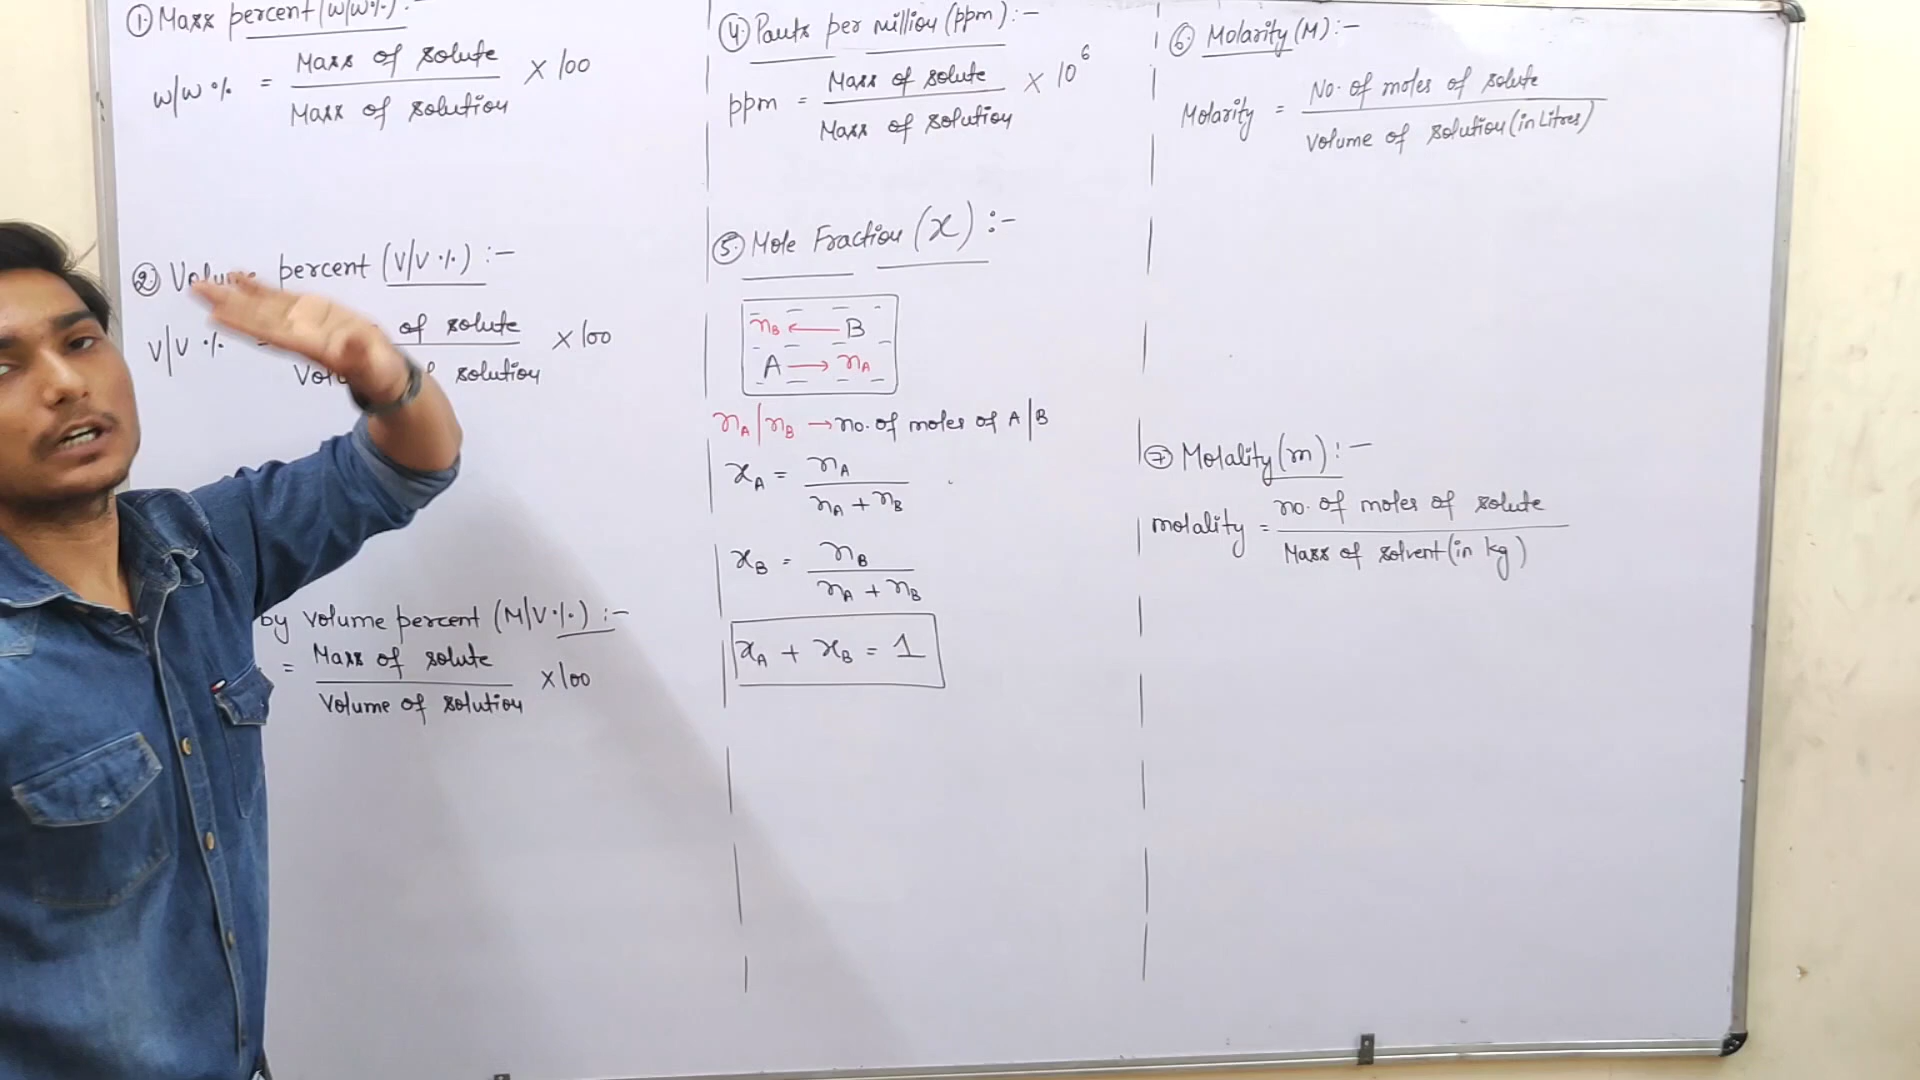 ① Mass percent (w/w%) :-
w/w % = Mass of solute / Mass of solution × 100
② Volume percent (V/V %) :-
V/V % = of solute / solution × 100
by volume percent (M/V %) :-
= Mass of solute / Volume of solution × 100
④ Parts per million (ppm) :-
ppm = Mass of solute / Mass of solution × 10⁶
⑤ Mole Fraction (x) :-
nB ← B
A → nA
nA/nB → no. of moles of A/B
xA = nA / nA + nB
xB = nB / nA + nB
xA + xB = 1
⑥ Molarity (M) :-
Molarity = No. of moles of solute / Volume of solution (in Litres)
⑦ Molality (m) :-
molality = no. of moles of solute / Mass of solvent (in kg)